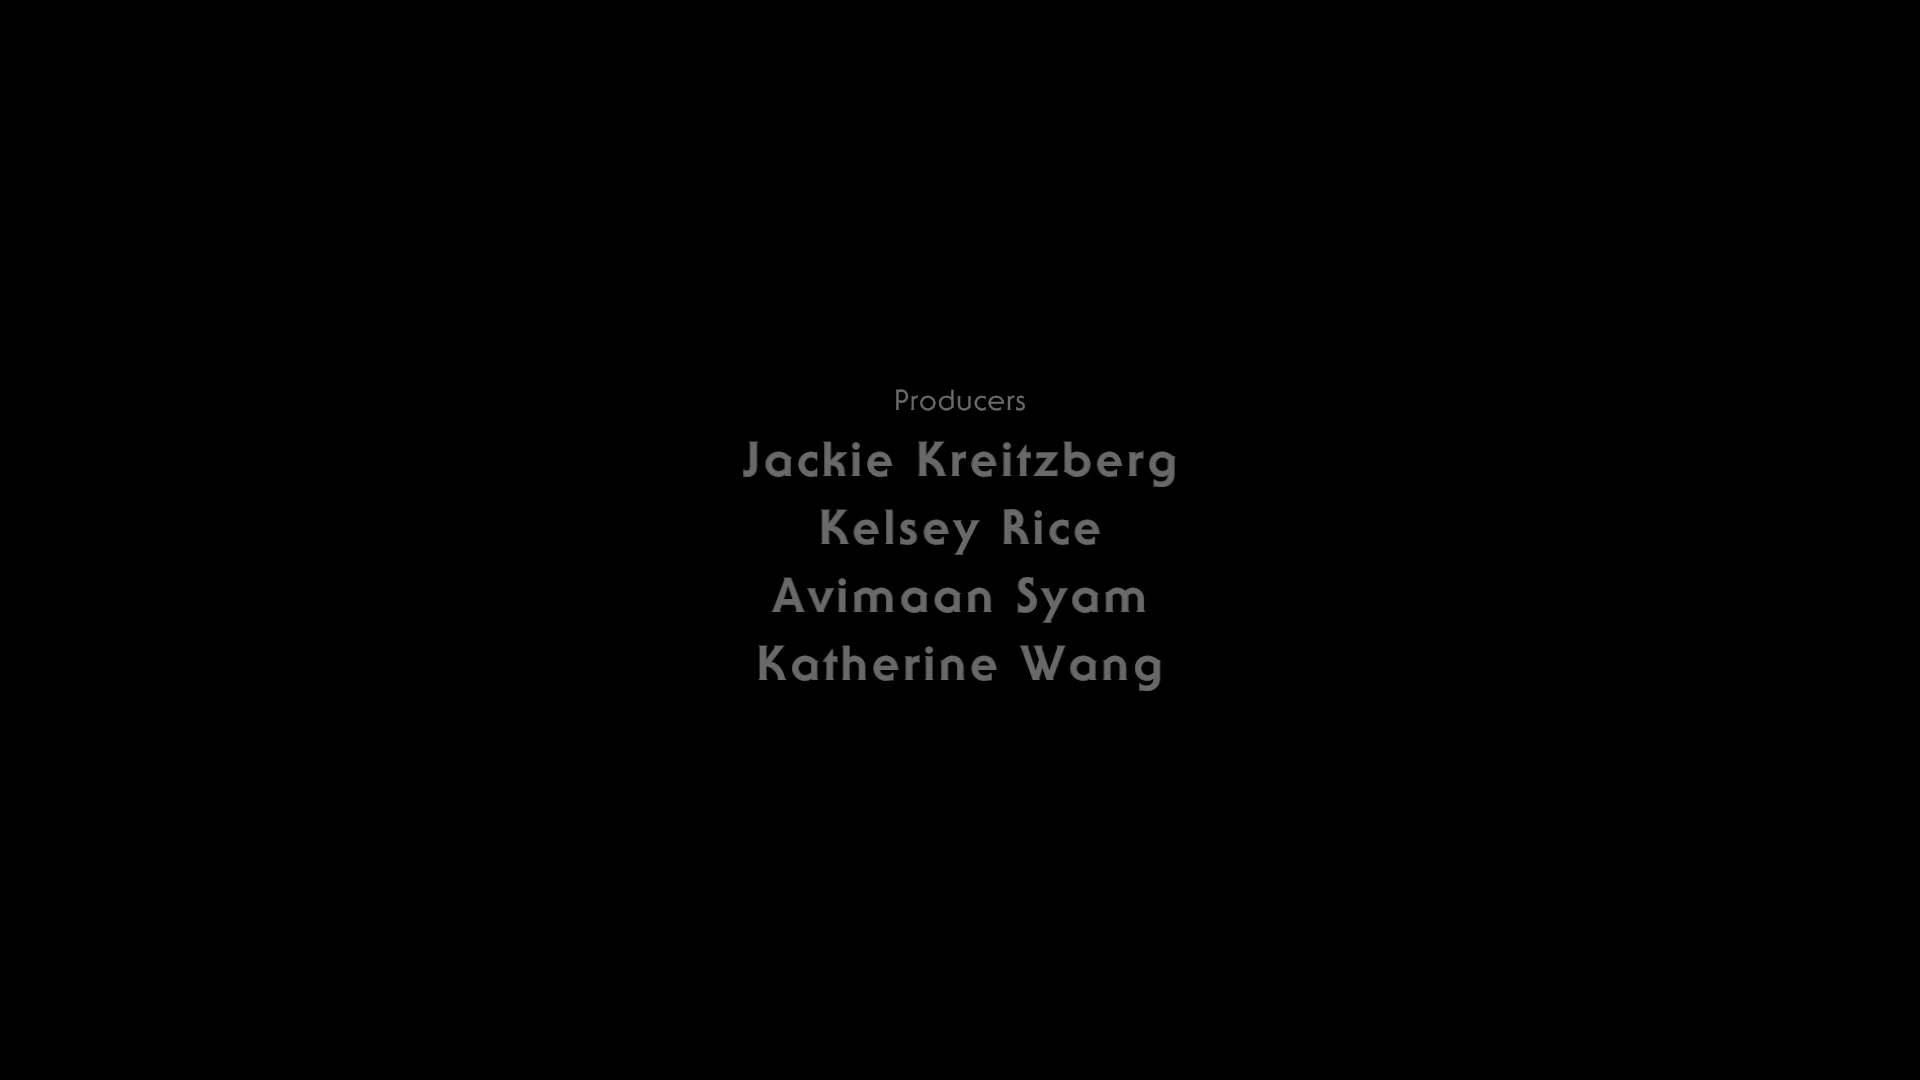 Producers
Jackie Kreitzberg
Kelsey Rice
Avimaan Syam
Katherine Wang